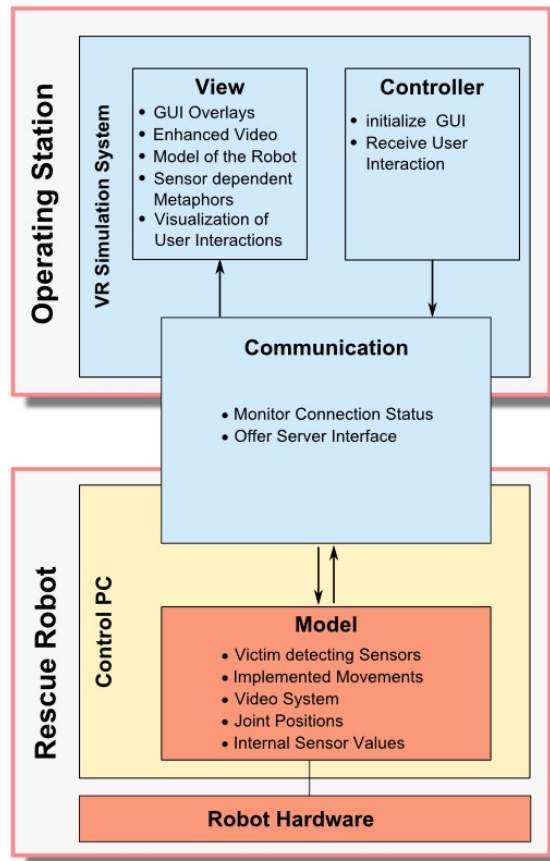 Operating Station
VR Simulation System
View
• GUI Overlays
• Enhanced Video
• Model of the Robot
• Sensor dependent
Metaphors
• Visualization of
User Interactions
Controller
• initialize GUI
• Receive User
Interaction
Communication
• Monitor Connection Status
• Offer Server Interface
Rescue Robot
Control PC
Model
• Victim detecting Sensors
• Implemented Movements
• Video System
• Joint Positions
• Internal Sensor Values
Robot Hardware